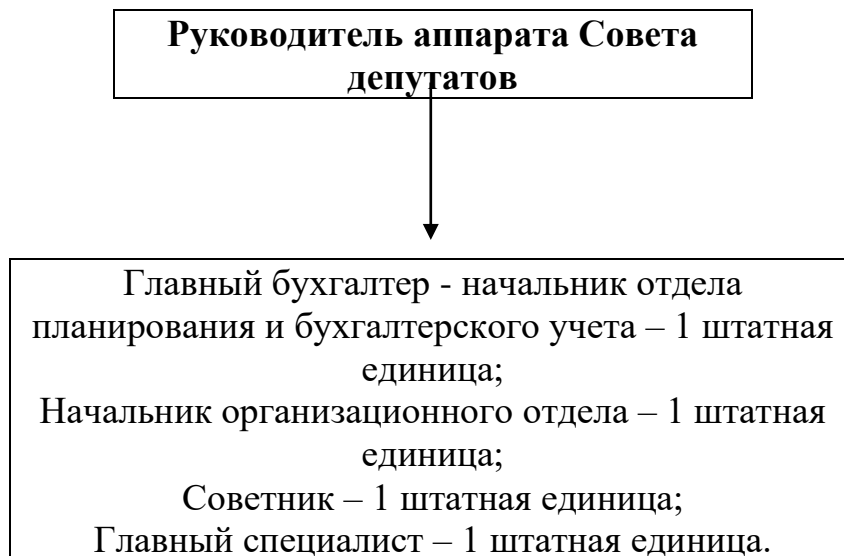 Руководитель аппарата Совета
депутатов
Главный бухгалтер - начальник отдела
планирования и бухгалтерского учета – 1 штатная
единица;
Начальник организационного отдела – 1 штатная
единица;
Советник – 1 штатная единица;
Главный специалист – 1 штатная единица.